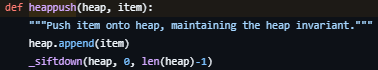 def heappush(heap, item):
    """Push item onto heap, maintaining the heap invariant."""
    heap.append(item)
    _siftdown(heap, 0, len(heap)-1)